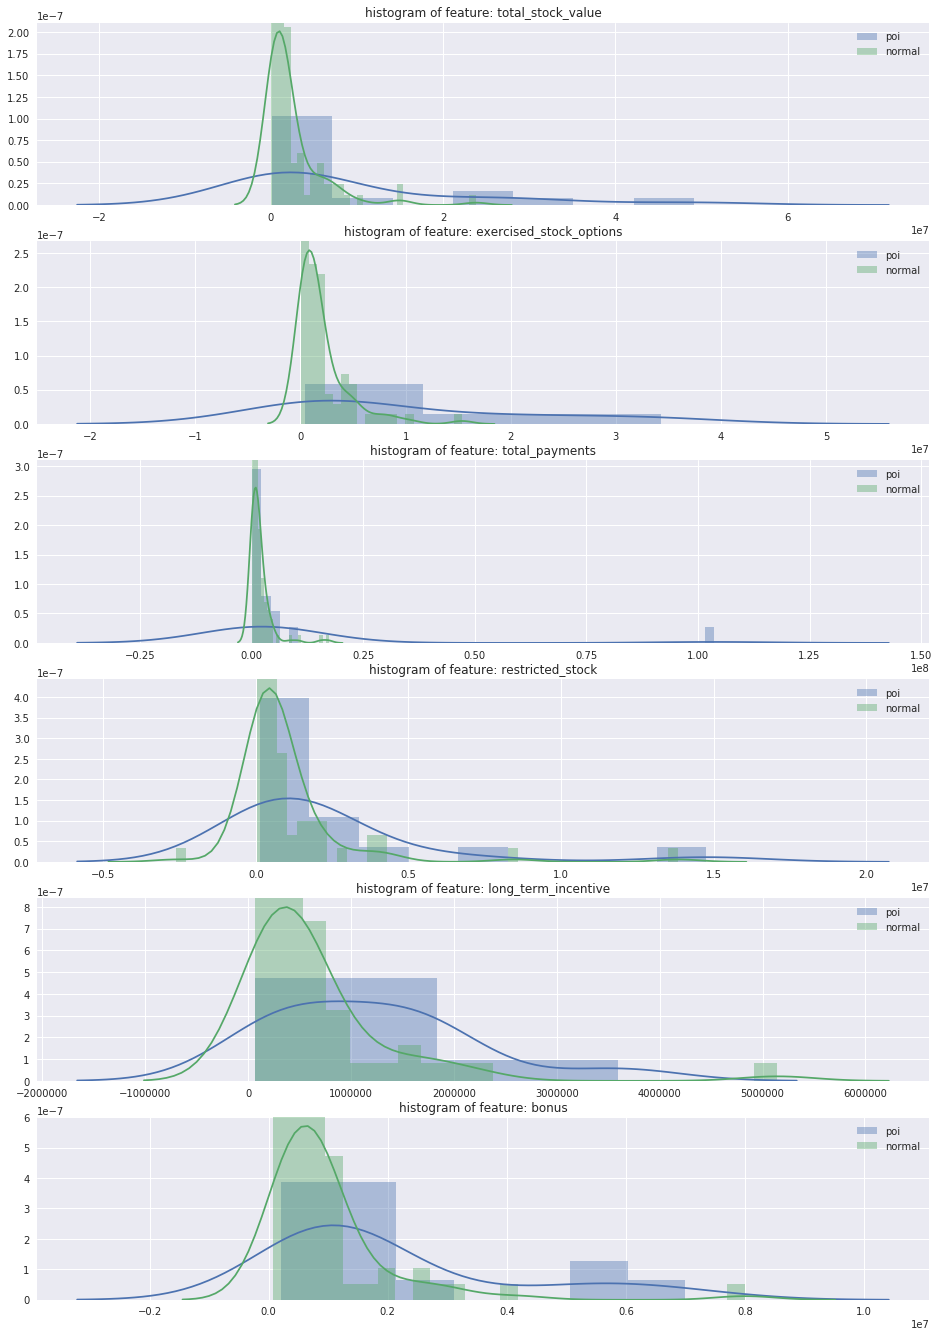 histogram of feature: total_stock_value
1e−7
2.00
1.75
1.50
1.25
1.00
0.75
0.50
0.25
0.00
poi
normal
−2 0 2 4 6
1e7
histogram of feature: exercised_stock_options
1e−7
2.5
2.0
1.5
1.0
0.5
0.0
poi
normal
−2 −1 0 1 2 3 4 5
1e7
histogram of feature: total_payments
1e−7
3.0
2.5
2.0
1.5
1.0
0.5
0.0
poi
normal
−0.25 0.00 0.25 0.50 0.75 1.00 1.25 1.50
1e8
histogram of feature: restricted_stock
1e−7
4.0
3.5
3.0
2.5
2.0
1.5
1.0
0.5
0.0
poi
normal
−0.5 0.0 0.5 1.0 1.5 2.0
1e7
histogram of feature: long_term_incentive
1e−7
8
7
6
5
4
3
2
1
0
poi
normal
−2000000 −1000000 0 1000000 2000000 3000000 4000000 5000000 6000000
histogram of feature: bonus
1e−7
6
5
4
3
2
1
0
poi
normal
−0.2 0.0 0.2 0.4 0.6 0.8 1.0
1e7